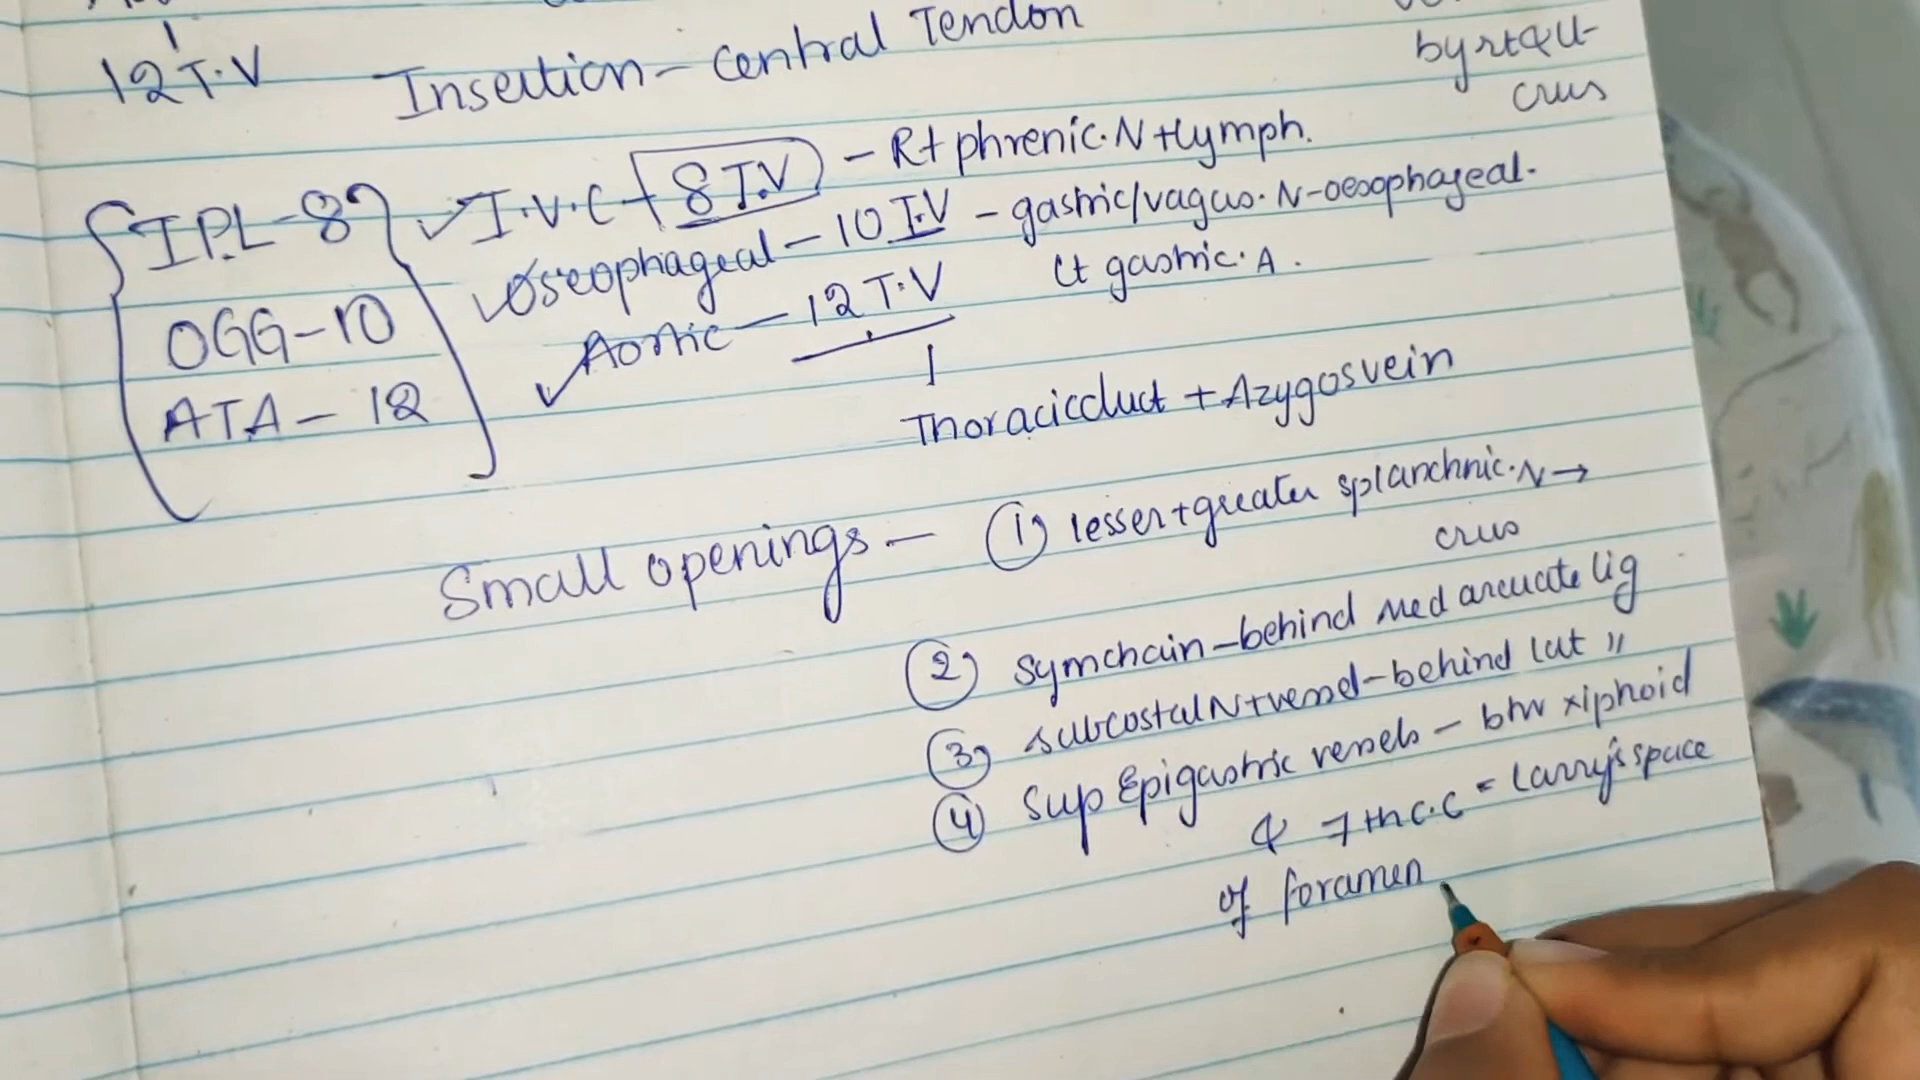 12 T.V
Insertion - Central Tendon
by rt & lt
crus
{IPL - 8} I.V.C - 8 T.V - Rt phrenic.N + lymph.
OGG - 10 Oseophageal - 10 T.V - gastric/vagus.N - oesophageal.
lt gastric.A.
ATA - 12 Aortic - 12 T.V
Thoracic duct + Azygos vein
Small openings - ① lesser + greater splanchnic.N →
crus
② symchain - behind Med arcuate lig
③ subcostal N + vessel - behind lat "
④ Sup Epigastric vessels - btw xiphoid
& 7th C.C = Larry's space
of foramen